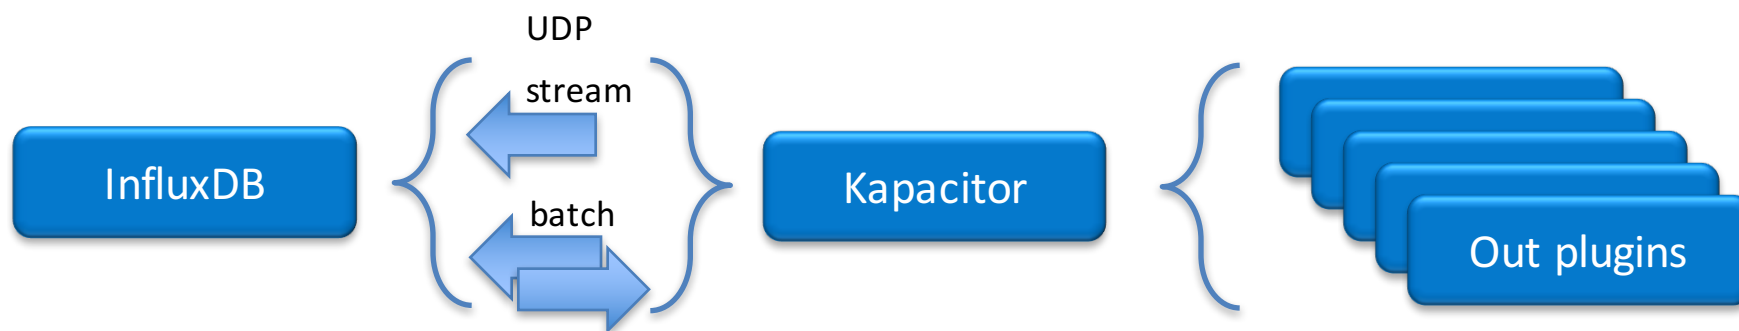 UDP
stream
InfluxDB
batch
Kapacitor
Out plugins